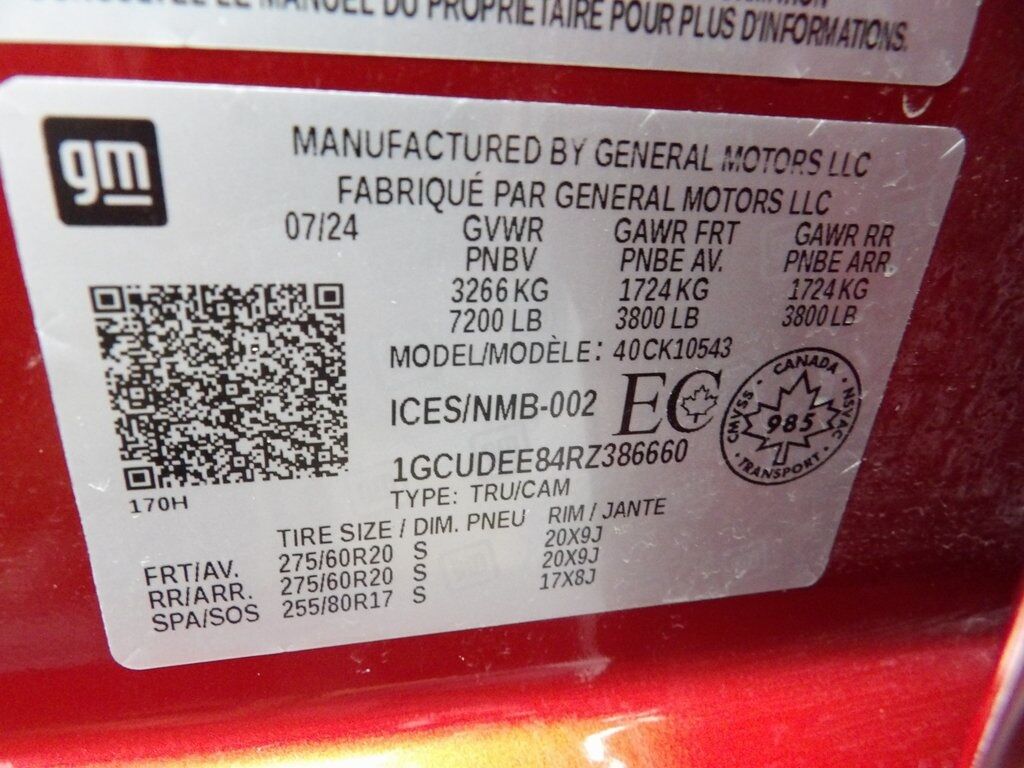 LE MANUEL DU PROPRIÉTAIRE POUR PLUS D'INFORMATIONS.
gm
MANUFACTURED BY GENERAL MOTORS LLC
FABRIQUÉ PAR GENERAL MOTORS LLC
07/24 GVWR GAWR FRT GAWR RR
PNBV PNBE AV. PNBE ARR
3266 KG 1724 KG 1724 KG
7200 LB 3800 LB 3800 LB
MODEL/MODÈLE: 40CK10543
ICES/NMB-002 EC
CANADA
CMVSS 985 NSVAC
TRANSPORT
1GCUDEE84RZ386660
170H TYPE: TRU/CAM
TIRE SIZE / DIM. PNEU RIM / JANTE
FRT/AV. 275/60R20 S 20X9J
RR/ARR. 275/60R20 S 20X9J
SPA/SOS 255/80R17 S 17X8J